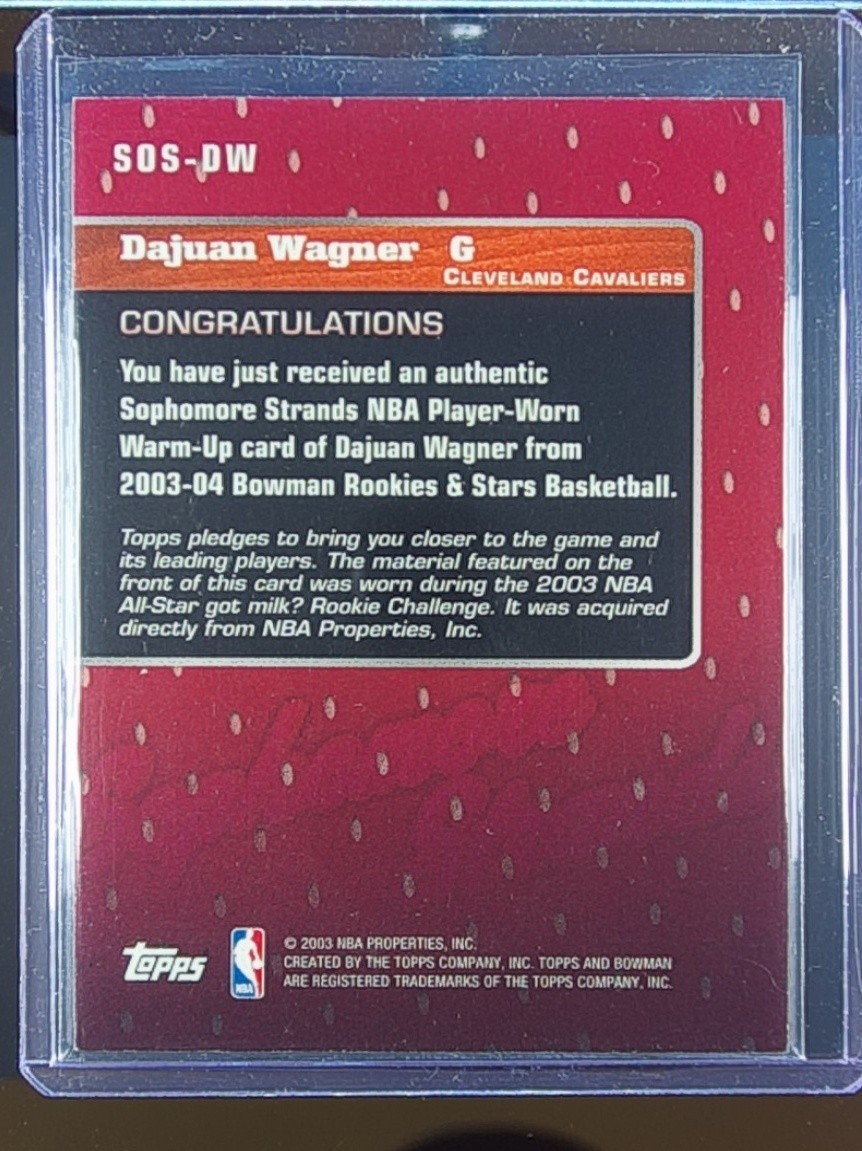 SOS-DW
Dajuan Wagner G
CLEVELAND CAVALIERS
CONGRATULATIONS
You have just received an authentic
Sophomore Strands NBA Player-Worn
Warm-Up card of Dajuan Wagner from
2003-04 Bowman Rookies & Stars Basketball.
Topps pledges to bring you closer to the game and
its leading players. The material featured on the
front of this card was worn during the 2003 NBA
All-Star got milk? Rookie Challenge. It was acquired
directly from NBA Properties, Inc.
Topps
NBA
© 2003 NBA PROPERTIES, INC.
CREATED BY THE TOPPS COMPANY, INC. TOPPS AND BOWMAN
ARE REGISTERED TRADEMARKS OF THE TOPPS COMPANY, INC.